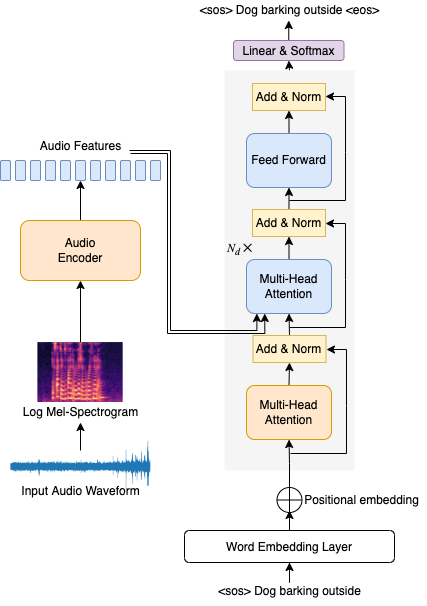 <sos> Dog barking outside <eos>
Linear & Softmax
Add & Norm
Feed Forward
Add & Norm
N_d ×
Multi-Head
Attention
Add & Norm
Multi-Head
Attention
Positional embedding
Word Embedding Layer
<sos> Dog barking outside
Audio Features
Audio
Encoder
Log Mel-Spectrogram
Input Audio Waveform